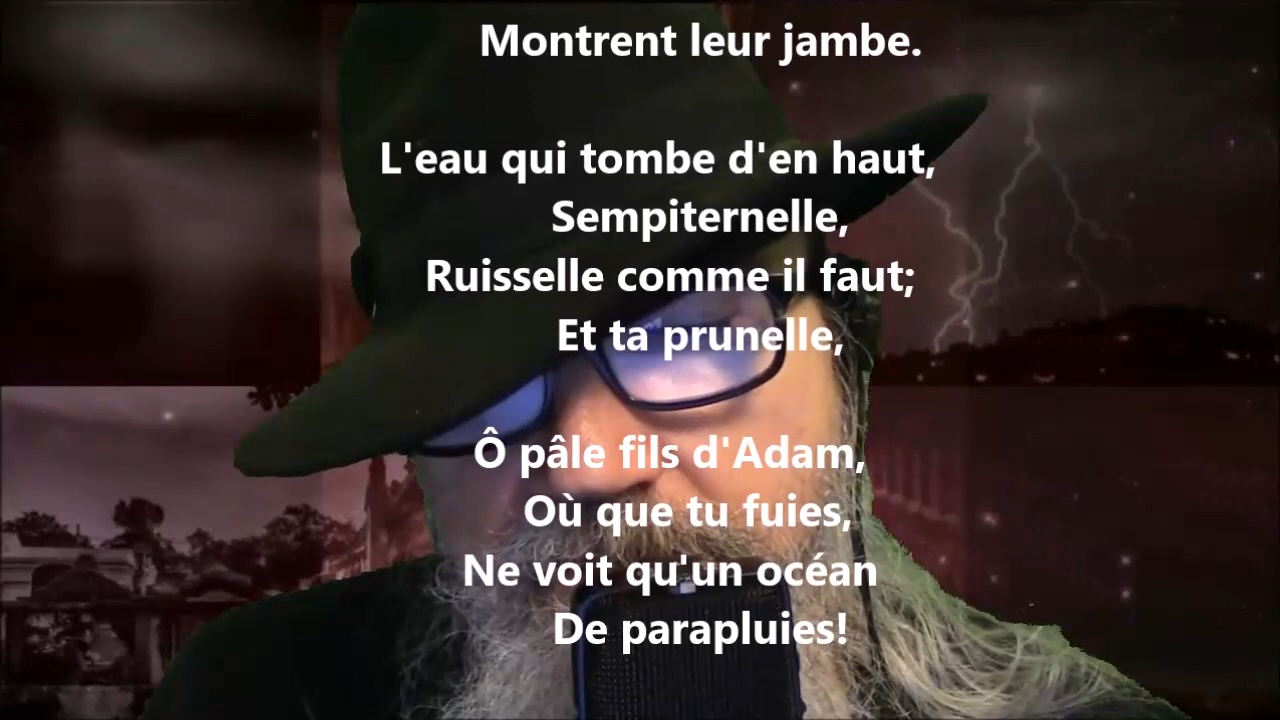 Montrent leur jambe.
L'eau qui tombe d'en haut,
Sempiternelle,
Ruisselle comme il faut;
Et ta prunelle,
Ô pâle fils d'Adam,
Où que tu fuies,
Ne voit qu'un océan
De parapluies!